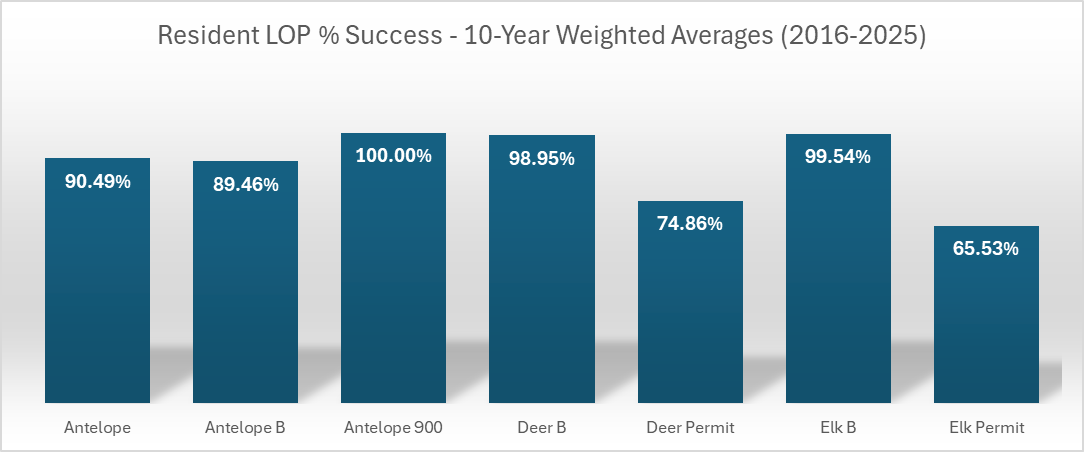 Resident LOP % Success - 10-Year Weighted Averages (2016-2025)
90.49%
89.46%
100.00%
98.95%
74.86%
99.54%
65.53%
Antelope
Antelope B
Antelope 900
Deer B
Deer Permit
Elk B
Elk Permit